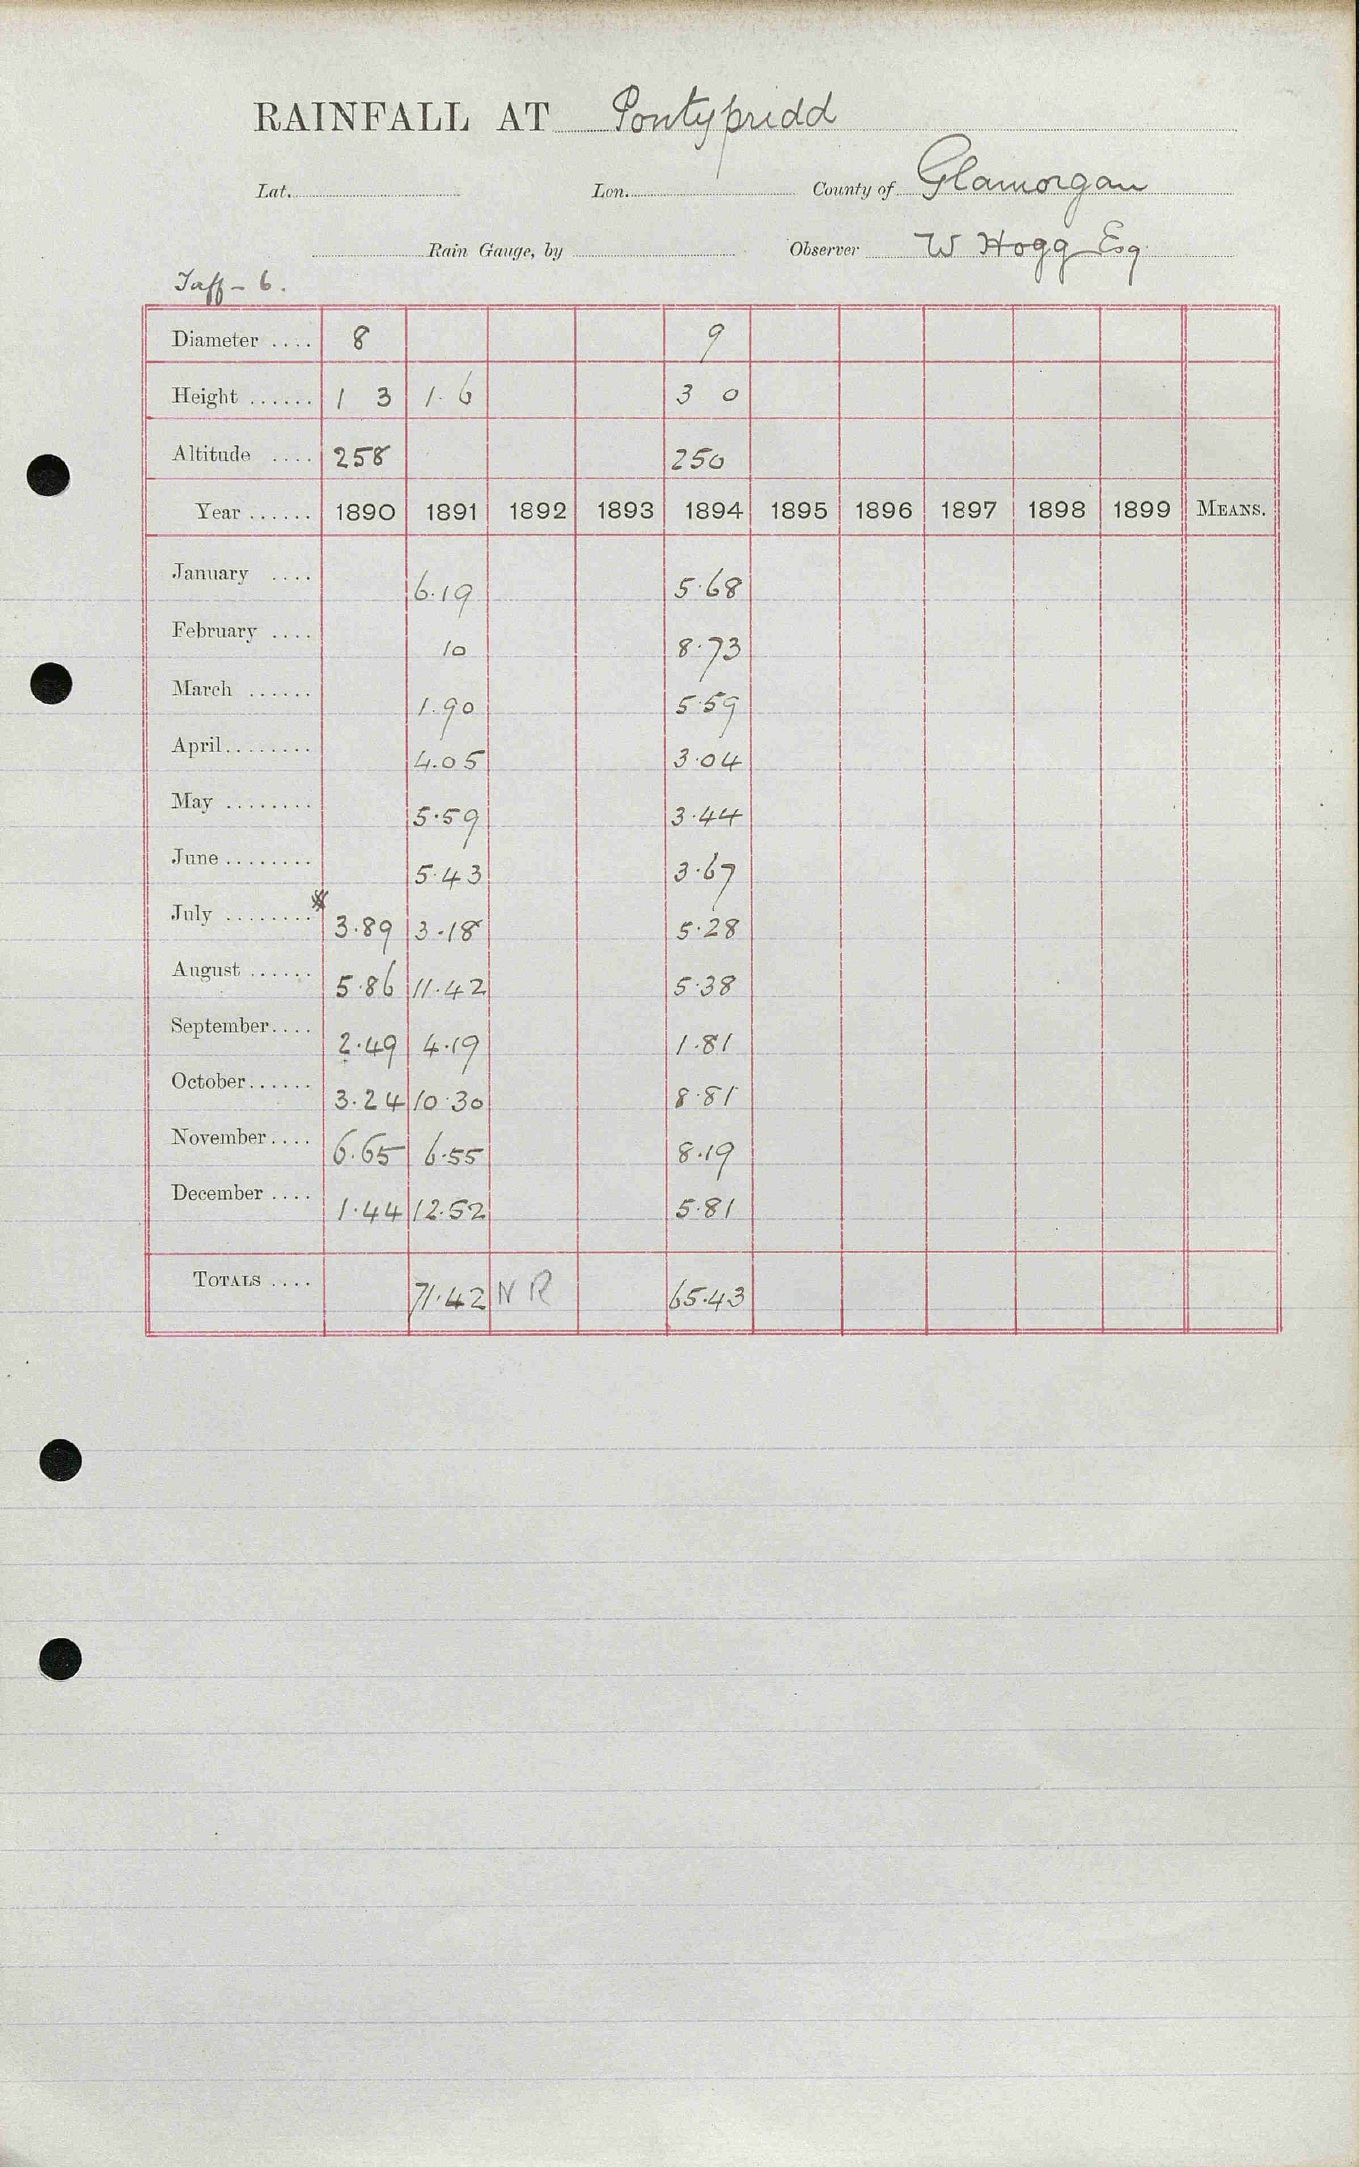 RAINFALL AT Pontypridd
Lat. Lon. County of Glamorgan
Rain Gauge, by Observer W Hogg Esq
Taff - 6.
Diameter .... 8 9
Height ...... 1 3 1. 6 3 0
Altitude .... 258 250
Year ...... 1890 1891 1892 1893 1894 1895 1896 1897 1898 1899 MEANS.
January .... 6.19 5.68
February .... 10 8.73
March ...... 1.90 5.59
April........ 4.05 3.04
May ........ 5.59 3.44
June ........ 5.43 3.67
July ........ 3.89 3.18 5.28
August ...... 5.86 11.42 5.38
September.... 2.49 4.19 1.81
October...... 3.24 10.30 8.81
November.... 6.65 6.55 8.19
December .... 1.44 12.52 5.81
TOTALS .... 71.42 N R 65.43